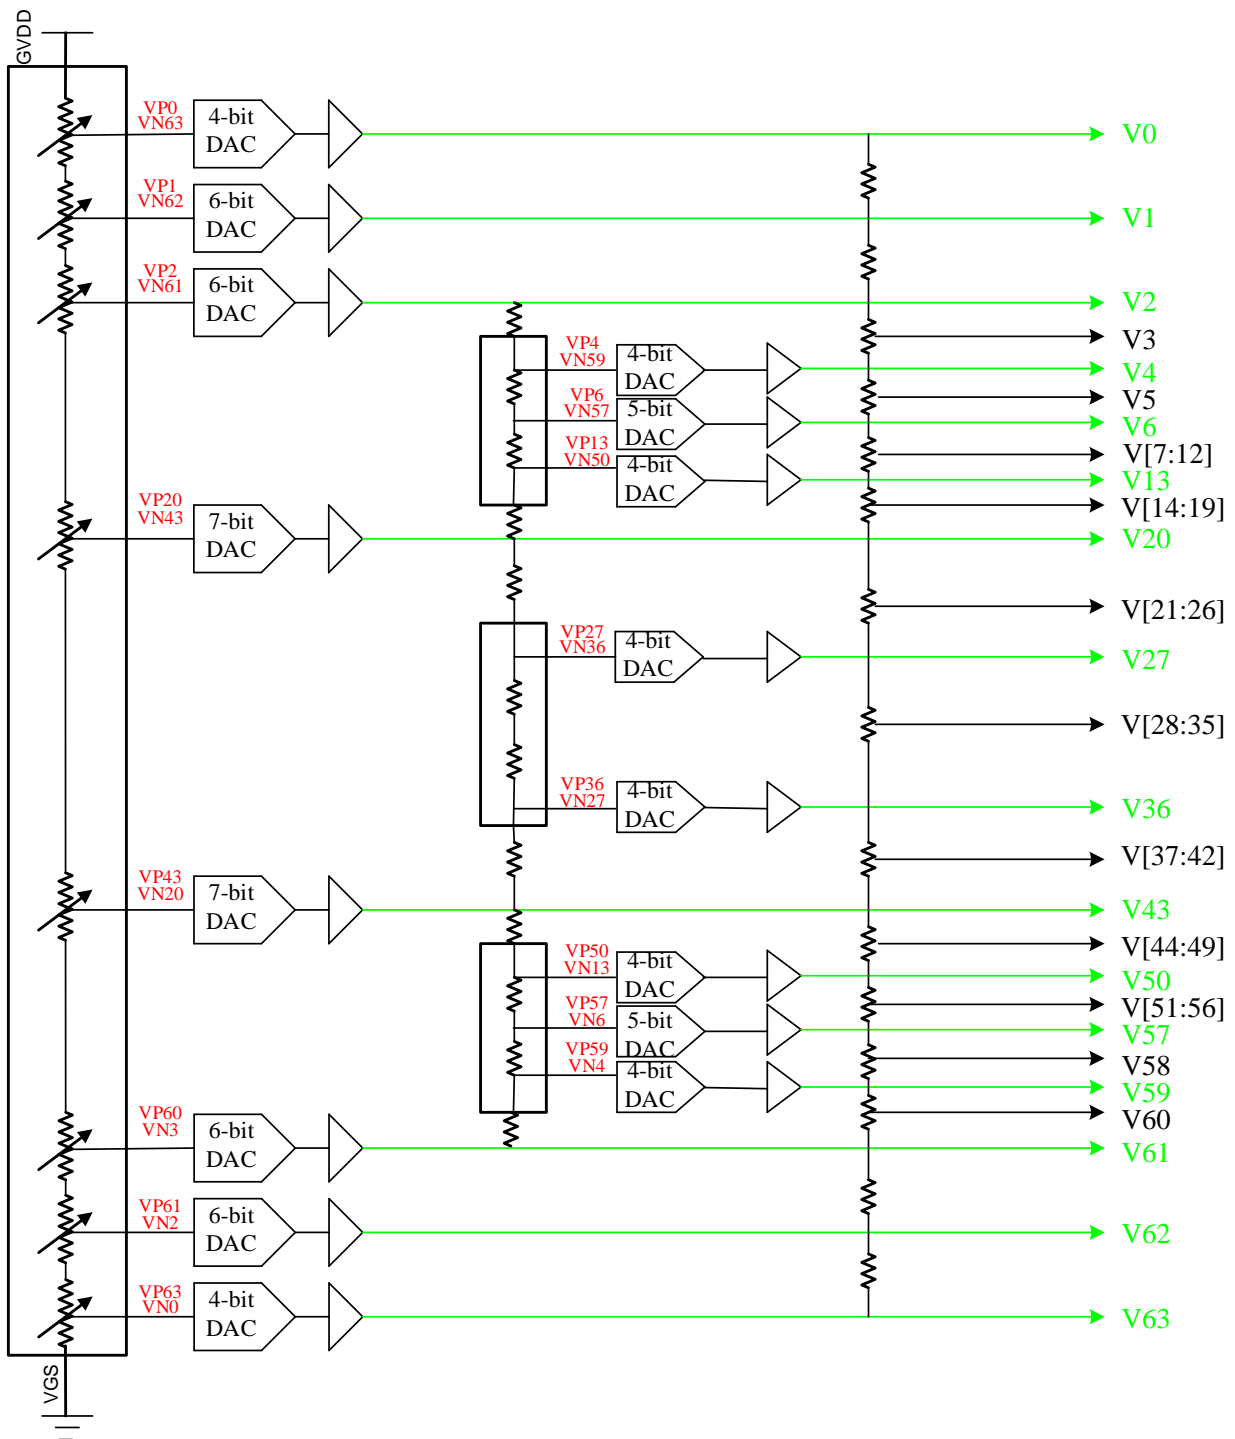 GVDD
VP0
VN63
4-bit
DAC
V0
VP1
VN62
6-bit
DAC
V1
VP2
VN61
6-bit
DAC
V2
V3
VP4
VN59
4-bit
DAC
V4
V5
VP6
VN57
5-bit
DAC
V6
V[7:12]
VP13
VN50
4-bit
DAC
V13
V[14:19]
VP20
VN43
7-bit
DAC
V20
V[21:26]
VP27
VN36
4-bit
DAC
V27
V[28:35]
VP36
VN27
4-bit
DAC
V36
V[37:42]
VP43
VN20
7-bit
DAC
V43
V[44:49]
VP50
VN13
4-bit
DAC
V50
V[51:56]
VP57
VN6
5-bit
DAC
V57
V58
VP59
VN4
4-bit
DAC
V59
V60
VP60
VN3
6-bit
DAC
V61
VP61
VN2
6-bit
DAC
V62
VP63
VN0
4-bit
DAC
V63
VGS